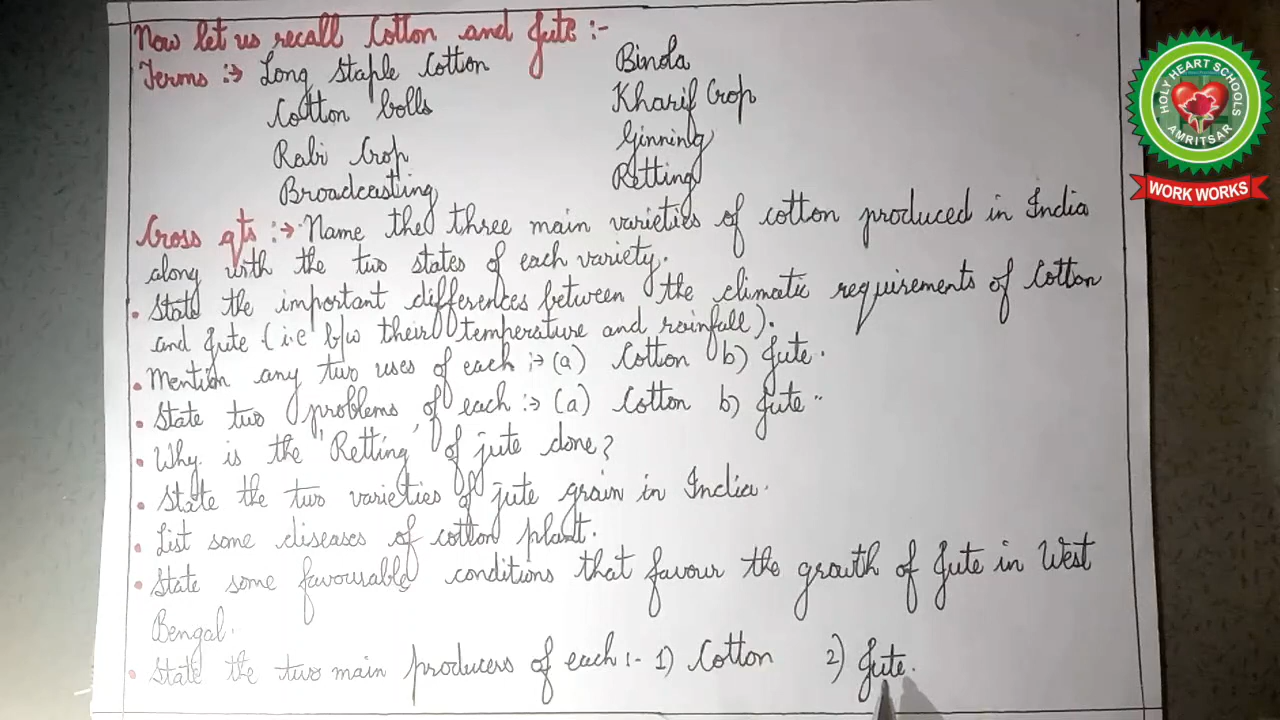 Now let us recall Cotton and Jute :-
Terms :→ Long Staple Cotton Binola
Cotton bolls Kharif Crop
Rabi Crop Ginning
Broadcasting Retting
Cross qts :→ Name the three main varieties of cotton produced in India
along with the two states of each variety.
• State the important differences between the climatic requirements of Cotton
and Jute (i.e b/w their temperature and rainfall).
• Mention any two uses of each :→ (a) Cotton b) Jute.
• State two problems of each :→ (a) Cotton b) Jute..
• Why is the 'Retting' of jute done?
• State the two varieties of jute grain in India.
• List some diseases of cotton plant.
• State some favourable conditions that favour the growth of Jute in West
Bengal.
• State the two main producers of each :- 1) Cotton 2) Jute.
HOLY HEART SCHOOLS
AMRITSAR
WORK WORKS